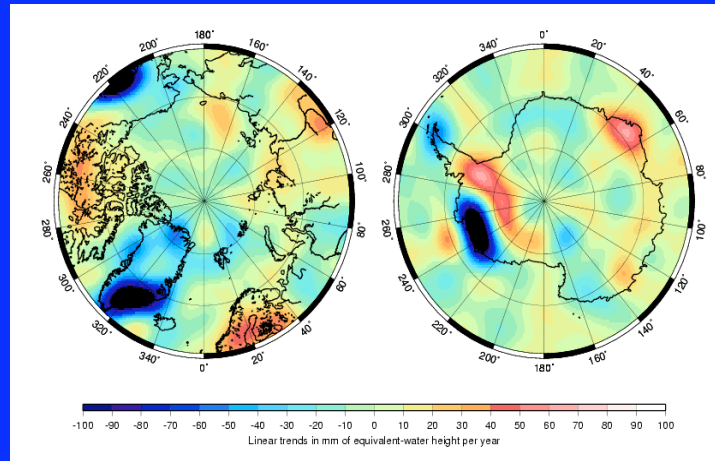 180° 0°
200° 160° 340° 20°
220° 140° 40°
240° 120° 300° 60°
260° 100° 80°
280° 80° 260° 100°
300° 60° 240° 120°
320° 40° 220° 140°
340° 20° 200° 160°
0° 180°
-100 -90 -80 -70 -60 -50 -40 -30 -20 -10 0 10 20 30 40 50 60 70 80 90 100
Linear trends in mm of equivalent-water height per year